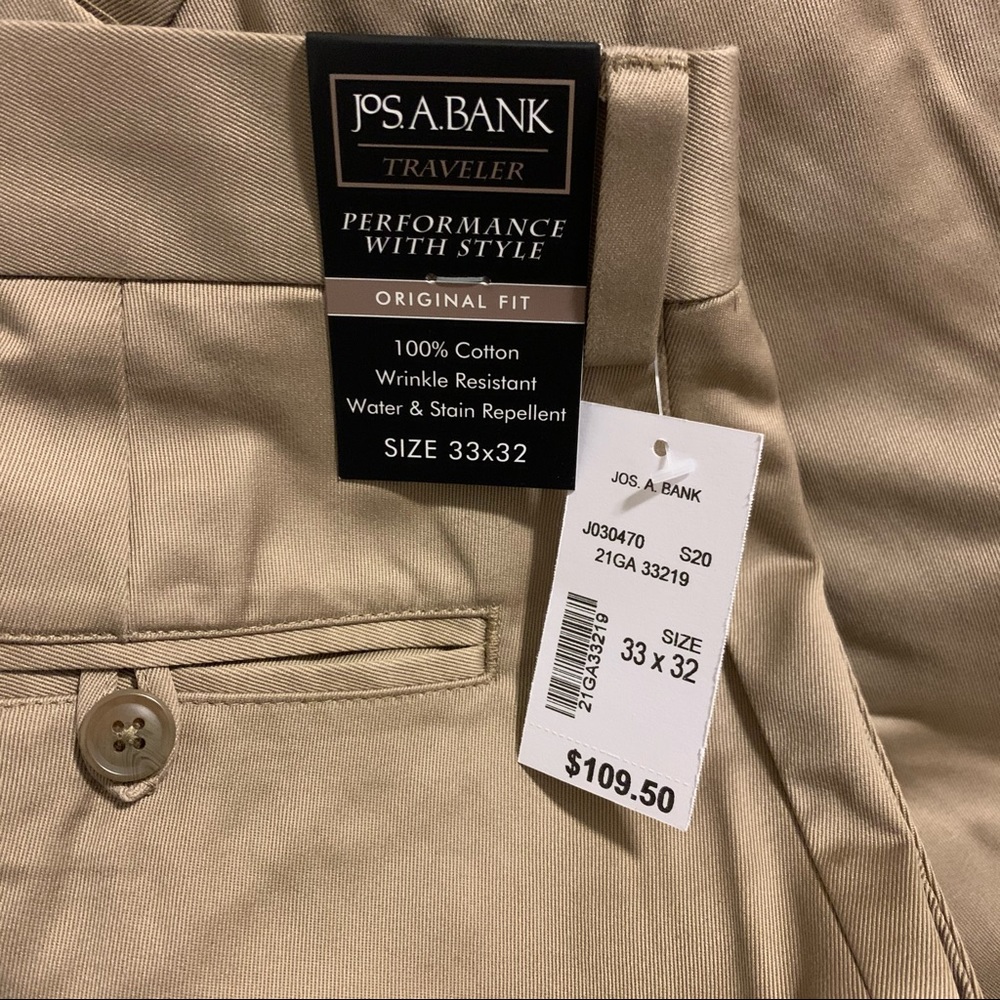 JOS. A. BANK
TRAVELER
PERFORMANCE
WITH STYLE
ORIGINAL FIT
100% Cotton
Wrinkle Resistant
Water & Stain Repellent
SIZE 33x32
JOS. A. BANK
J030470 S20
21GA 33219
21GA33219
SIZE
33 x 32
$109.50